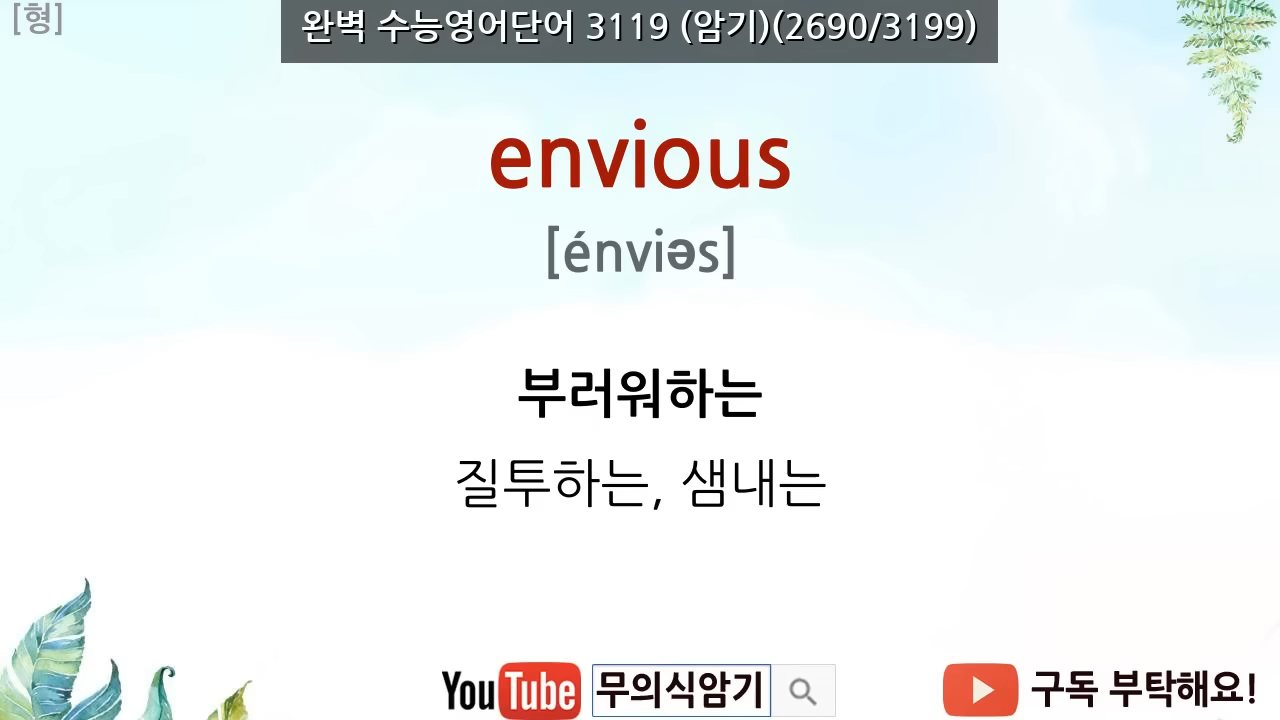 [형]
완벽 수능영어단어 3119 (암기)(2690/3199)
envious
[énviəs]
부러워하는
질투하는, 샘내는
YouTube 무의식암기
구독 부탁해요!